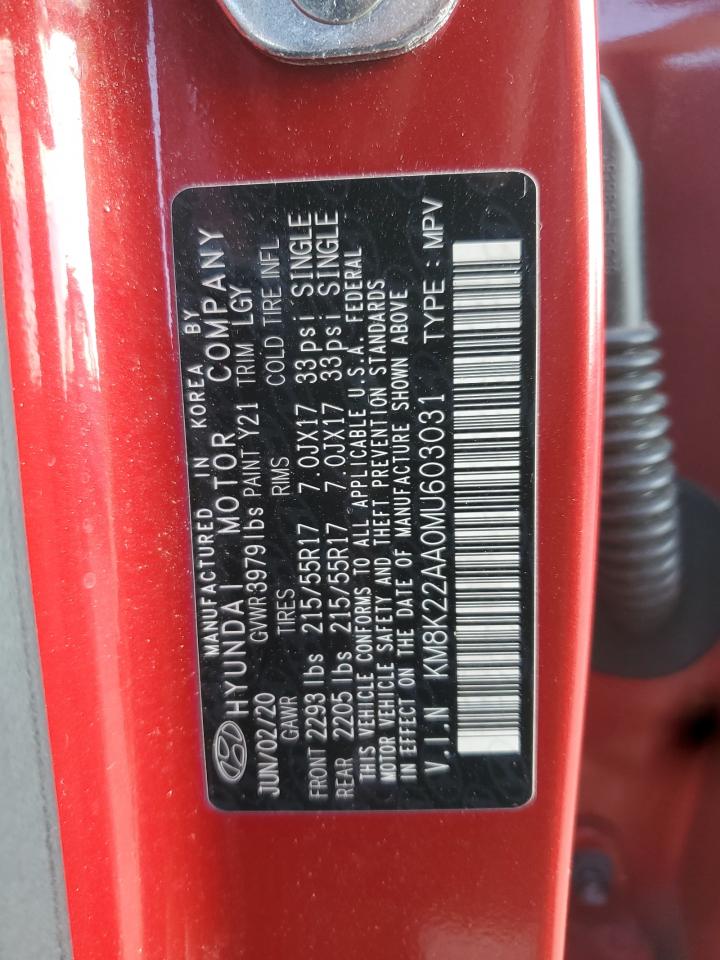 MANUFACTURED IN KOREA BY
HYUNDAI MOTOR COMPANY
JUN/02/20 GVWR3979lbs PAINT Y21 TRIM LGY
GAWR TIRES RIMS COLD TIRE INFL
FRONT 2293 lbs 215/55R17 7.0JX17 33psi SINGLE
REAR 2205 lbs 215/55R17 7.0JX17 33psi SINGLE
THIS VEHICLE CONFORMS TO ALL APPLICABLE U.S.A. FEDERAL
MOTOR VEHICLE SAFETY AND THEFT PREVENTION STANDARDS
IN EFFECT ON THE DATE OF MANUFACTURE SHOWN ABOVE
V.I.N KM8K22AA0MU603031 TYPE : MPV